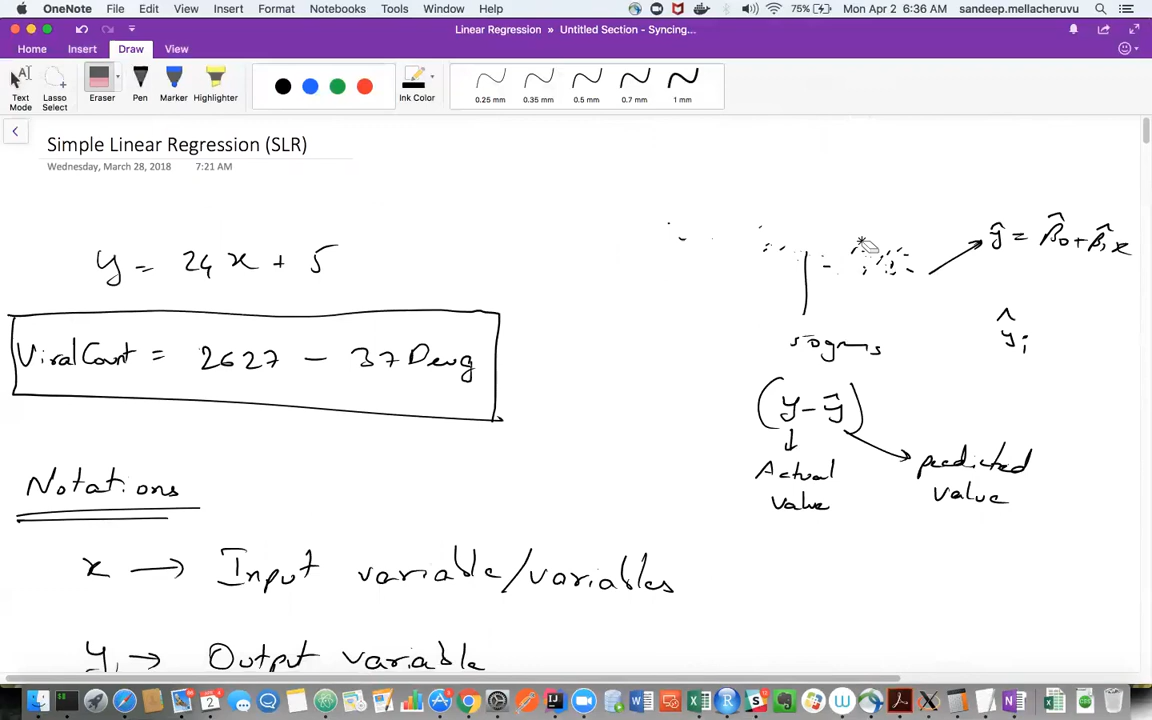 OneNote File Edit View Insert Format Notebooks Tools Window Help 75% Mon Apr 2 6:36 AM sandeep.mellacheruvu
Linear Regression » Untitled Section - Syncing...
Home Insert Draw View
Text Mode
Lasso Select
Eraser
Pen
Marker
Highlighter
Ink Color
0.25 mm
0.35 mm
0.5 mm
0.7 mm
1 mm
Simple Linear Regression (SLR)
Wednesday, March 28, 2018 7:21 AM
y = 24x + 5
ŷ = β̂0 + β̂1x
ŷi
ViralCount = 2627 - 37
(y - ŷ)
Actual value
predicted value
Notations
x → Input variable/variables
y, → Output variable